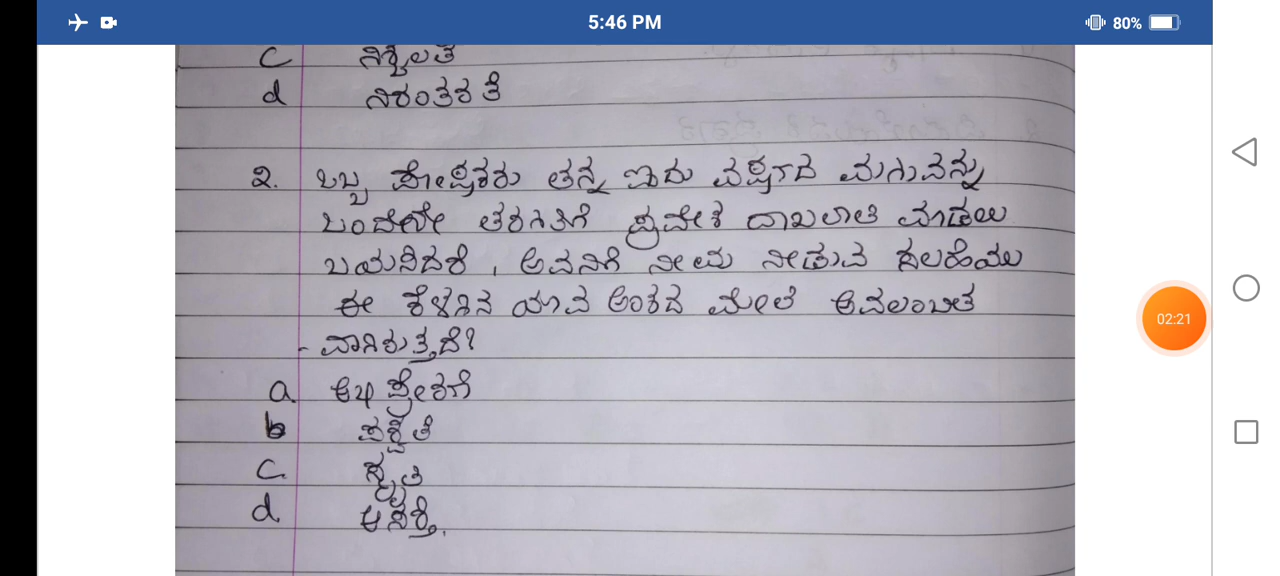 5:46 PM
80%
c ನಿಶ್ಚಲತೆ
d ನಿರಂತರತೆ
೨. ಒಬ್ಬ ಪೋಷಕರು ತನ್ನ ಐದು ವರ್ಷದ ಮಗುವನ್ನು
ಒಂದನೇ ತರಗತಿಗೆ ಪ್ರವೇಶ ದಾಖಲಾತಿ ಮಾಡಲು
ಬಯಸಿದರೆ, ಅವನಿಗೆ ನೀವು ನೀಡುವ ಸಲಹೆಯು
ಈ ಕೆಳಗಿನ ಯಾವ ಅಂಶದ ಮೇಲೆ ಅವಲಂಬಿತ
- ವಾಗಿರುತ್ತದೆ?
02:21
a ಅಭಿಪ್ರೇರಣೆ
b ಪಕ್ವತೆ
c. ಸ್ಮೃತಿ
d. ಆಸಕ್ತಿ.